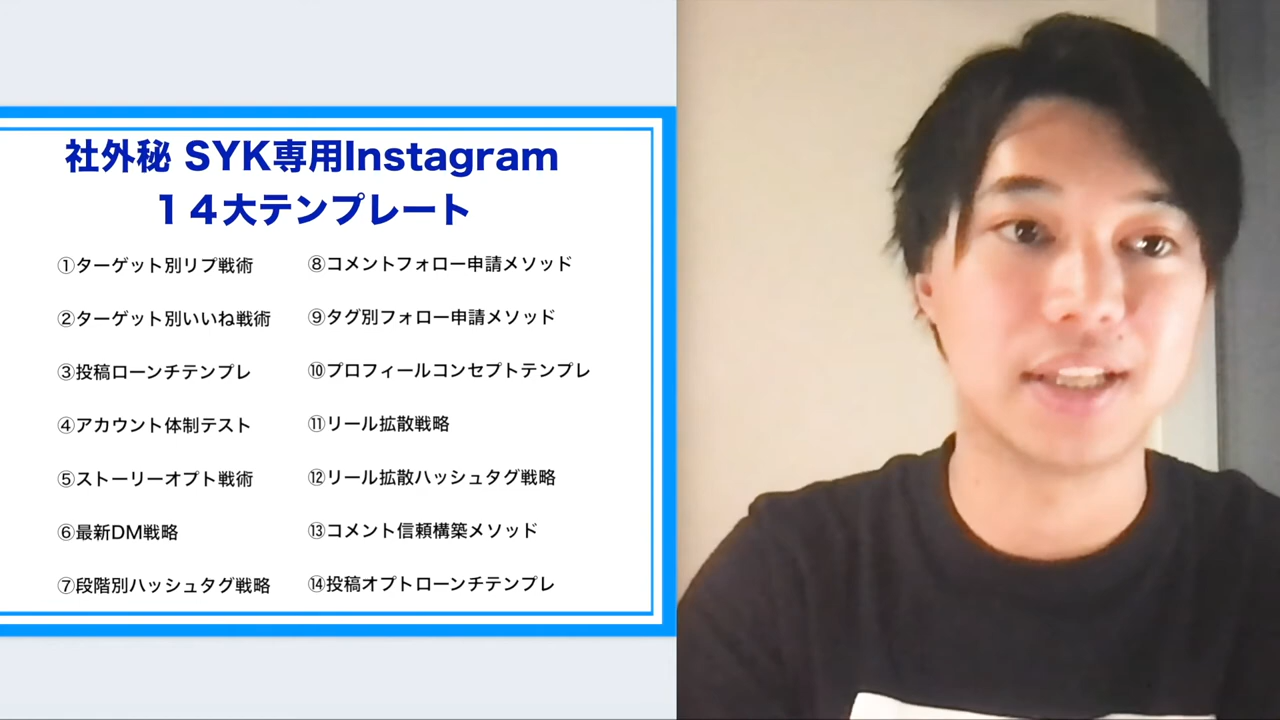 社外秘 SYK専用Instagram
１４大テンプレート
①ターゲット別リプ戦術
②ターゲット別いいね戦術
③投稿ローンチテンプレ
④アカウント体制テスト
⑤ストーリーオプト戦術
⑥最新DM戦略
⑦段階別ハッシュタグ戦略
⑧コメントフォロー申請メソッド
⑨タグ別フォロー申請メソッド
⑩プロフィールコンセプトテンプレ
⑪リール拡散戦略
⑫リール拡散ハッシュタグ戦略
⑬コメント信頼構築メソッド
⑭投稿オプトローンチテンプレ